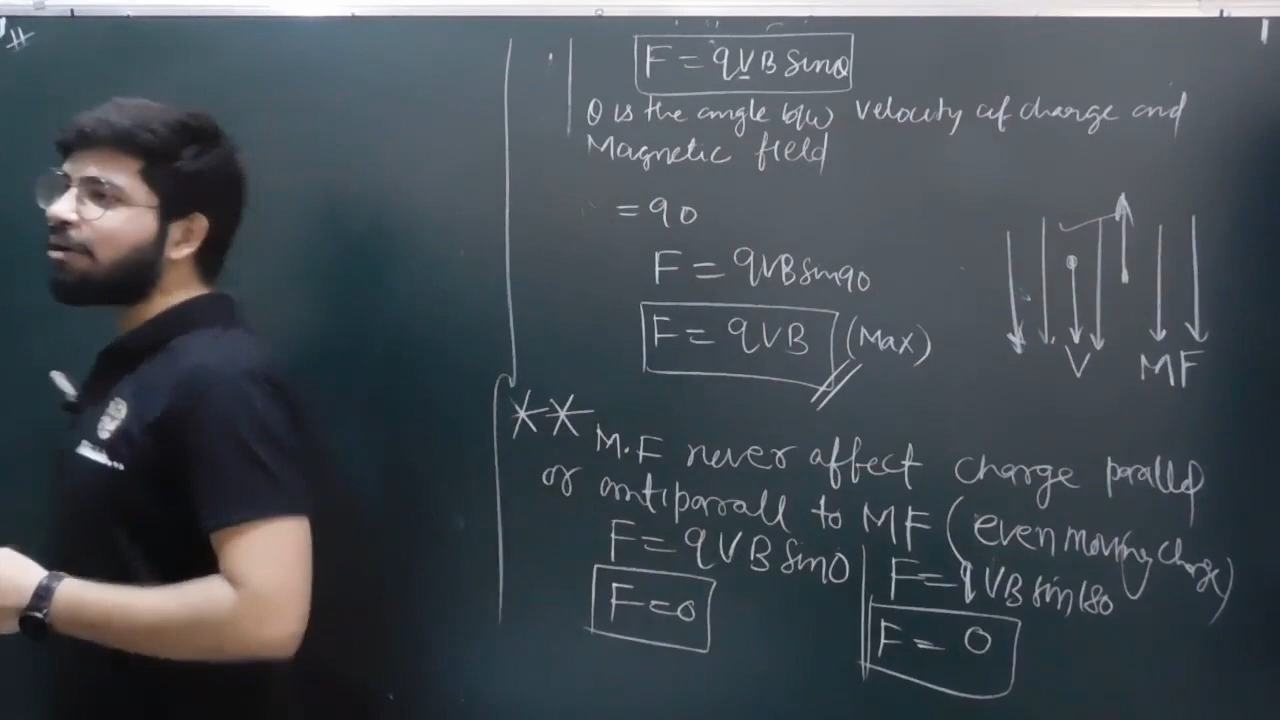 #
F = qVB sinθ
θ is the angle b/w velocity of charge and
Magnetic field
= 90
F = qVB sin90
F = qVB (Max)
V MF
** M.F never affect charge parallel
or antiparall to MF (even moving charge)
F = qVB sin0
F = 0
F = qVB sin180
F = 0